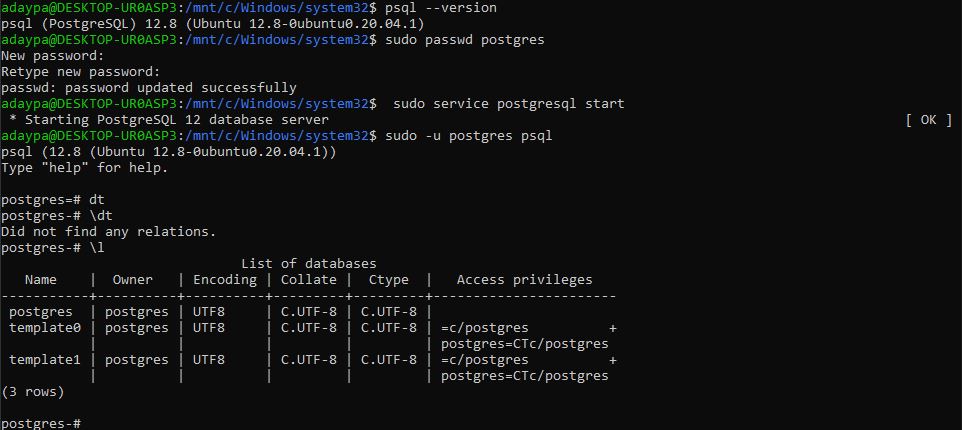 adaypa@DESKTOP-UR0ASP3:/mnt/c/Windows/system32$ psql --version
psql (PostgreSQL) 12.8 (Ubuntu 12.8-0ubuntu0.20.04.1)
adaypa@DESKTOP-UR0ASP3:/mnt/c/Windows/system32$ sudo passwd postgres
New password:
Retype new password:
passwd: password updated successfully
adaypa@DESKTOP-UR0ASP3:/mnt/c/Windows/system32$  sudo service postgresql start
 * Starting PostgreSQL 12 database server                                                                        [ OK ]
adaypa@DESKTOP-UR0ASP3:/mnt/c/Windows/system32$ sudo -u postgres psql
psql (12.8 (Ubuntu 12.8-0ubuntu0.20.04.1))
Type "help" for help.

postgres=# dt
postgres-# \dt
Did not find any relations.
postgres-# \l
                              List of databases
   Name    |  Owner   | Encoding | Collate |  Ctype  |   Access privileges
-----------+----------+----------+---------+---------+-----------------------
 postgres  | postgres | UTF8     | C.UTF-8 | C.UTF-8 |
 template0 | postgres | UTF8     | C.UTF-8 | C.UTF-8 | =c/postgres          +
           |          |          |         |         | postgres=CTc/postgres
 template1 | postgres | UTF8     | C.UTF-8 | C.UTF-8 | =c/postgres          +
           |          |          |         |         | postgres=CTc/postgres
(3 rows)

postgres-#